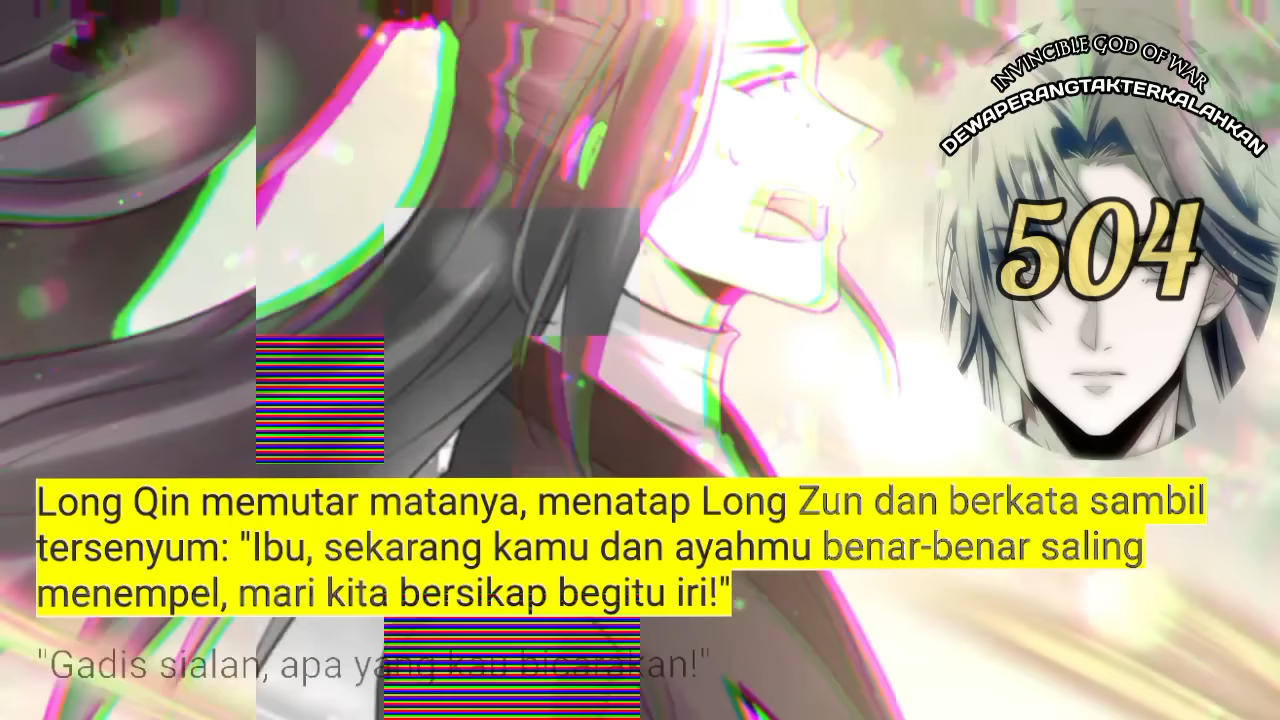 INVINCIBLE GOD OF WAR
DEWAPERANGTAKTERKALAHKAN
504
Long Qin memutar matanya, menatap Long Zun dan berkata sambil
tersenyum: "Ibu, sekarang kamu dan ayahmu benar-benar saling
menempel, mari kita bersikap begitu iri!"
"Gadis sialan, apa yang kau bicarakan!"